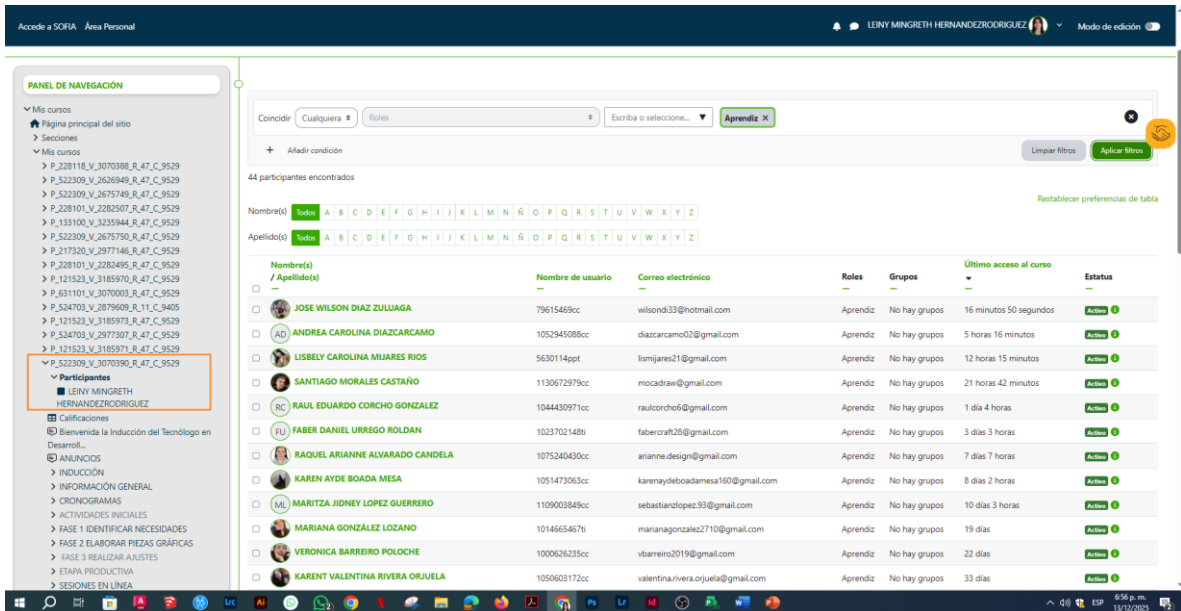 Accede a SOFIA Área Personal LEINY MINGRETH HERNANDEZRODRIGUEZ Modo de edición
PANEL DE NAVEGACIÓN
Mis cursos
Página principal del sitio
Secciones
Mis cursos
P_228118_V_3070388_R_47_C_9529
P_522309_V_2626949_R_47_C_9529
P_522309_V_2675749_R_47_C_9529
P_228101_V_2282507_R_47_C_9529
P_133100_V_3235944_R_47_C_9529
P_522309_V_2675750_R_47_C_9529
P_217320_V_2977146_R_47_C_9529
P_228101_V_2282495_R_47_C_9529
P_121523_V_3185970_R_47_C_9529
P_631101_V_3070003_R_47_C_9529
P_524703_V_2879609_R_11_C_9405
P_121523_V_3185973_R_47_C_9529
P_524703_V_2977307_R_47_C_9529
P_121523_V_3185971_R_47_C_9529
P_522309_V_3070390_R_47_C_9529
Participantes
LEINY MINGRETH
HERNANDEZRODRIGUEZ
Calificaciones
Bienvenida la Inducción del Tecnólogo en
Desarroll...
ANUNCIOS
INDUCCIÓN
INFORMACIÓN GENERAL
CRONOGRAMAS
ACTIVIDADES INICIALES
FASE 1 IDENTIFICAR NECESIDADES
FASE 2 ELABORAR PIEZAS GRÁFICAS
FASE 3 REALIZAR AJUSTES
ETAPA PRODUCTIVA
SESIONES EN LÍNEA
Coincidir Cualquiera Roles Escriba o seleccione... Aprendiz ×
+ Añadir condición Limpiar filtros Aplicar filtros
44 participantes encontrados
Restablecer preferencias de tabla
Nombre(s) Todos A B C D E F G H I J K L M N Ñ O P Q R S T U V W X Y Z
Apellido(s) Todos A B C D E F G H I J K L M N Ñ O P Q R S T U V W X Y Z
Nombre(s) / Apellido(s) Nombre de usuario Correo electrónico Roles Grupos Último acceso al curso Estatus
JOSE WILSON DIAZ ZULUAGA 79615469cc wilsondi33@hotmail.com Aprendiz No hay grupos 16 minutos 50 segundos Activo
AD ANDREA CAROLINA DIAZCARCAMO 1052945088cc diazcarcamo02@gmail.com Aprendiz No hay grupos 5 horas 16 minutos Activo
LISBELY CAROLINA MIJARES RIOS 5630114ppt lismijares21@gmail.com Aprendiz No hay grupos 12 horas 15 minutos Activo
SANTIAGO MORALES CASTAÑO 1130672979cc mocadraw@gmail.com Aprendiz No hay grupos 21 horas 42 minutos Activo
RC RAUL EDUARDO CORCHO GONZALEZ 1044430971cc raulcorcho6@gmail.com Aprendiz No hay grupos 1 día 4 horas Activo
FU FABER DANIEL URREGO ROLDAN 1023702148ti fabercraft28@gmail.com Aprendiz No hay grupos 3 días 3 horas Activo
RAQUEL ARIANNE ALVARADO CANDELA 1075240430cc arianne.design@gmail.com Aprendiz No hay grupos 7 días 7 horas Activo
KAREN AYDE BOADA MESA 1051473063cc karenaydeboadamesa160@gmail.com Aprendiz No hay grupos 8 días 2 horas Activo
ML MARITZA JIDNEY LOPEZ GUERRERO 1109003849cc sebastianzlopez.93@gmail.com Aprendiz No hay grupos 10 días 3 horas Activo
MARIANA GONZÁLEZ LOZANO 1014665467ti marianagonzalez2710@gmail.com Aprendiz No hay grupos 19 días Activo
VERONICA BARREIRO POLOCHE 1000626235cc vbarreiro2019@gmail.com Aprendiz No hay grupos 22 días Activo
KARENT VALENTINA RIVERA ORJUELA 1050603172cc valentina.rivera.orjuela@gmail.com Aprendiz No hay grupos 33 días Activo
LC Ai Ps Lr Id ESP 6:56 p. m.
13/12/2025